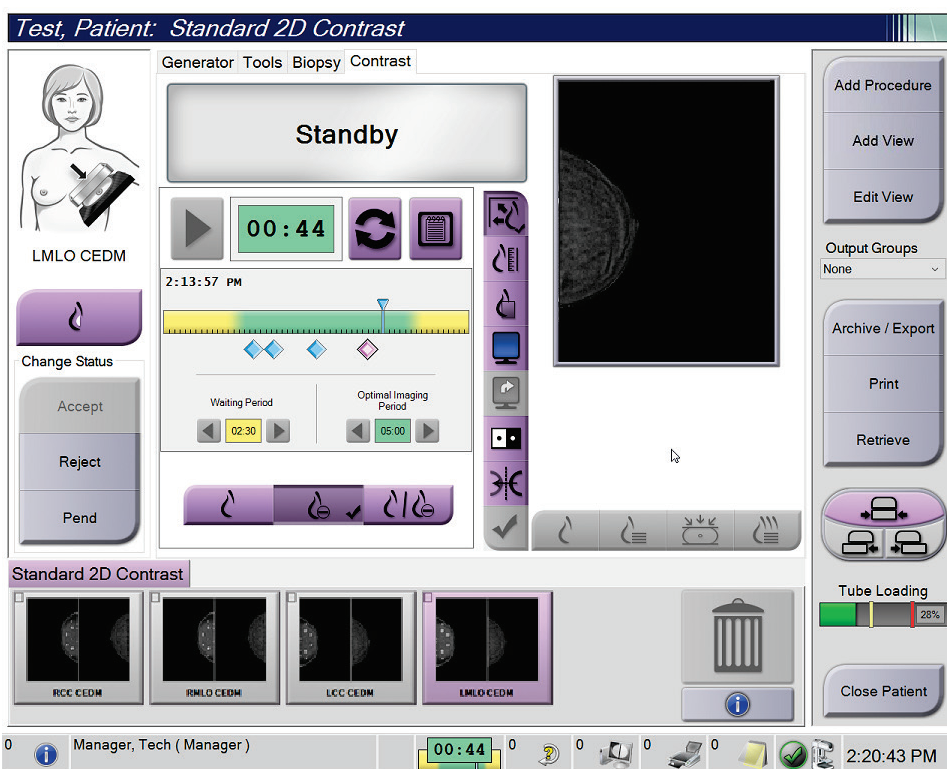 Test, Patient: Standard 2D Contrast
Generator Tools Biopsy Contrast
Standby
00:44
2:13:57 PM
Waiting Period
02:30
Optimal Imaging
Period
05:00
LMLO CEDM
Change Status
Accept
Reject
Pend
Add Procedure
Add View
Edit View
Output Groups
None
Archive / Export
Print
Retrieve
Tube Loading
28%
Close Patient
Standard 2D Contrast
RCC CEDM
RMLO CEDM
LCC CEDM
LMLO CEDM
0
Manager, Tech ( Manager )
00:44
0
0
0
0
2:20:43 PM